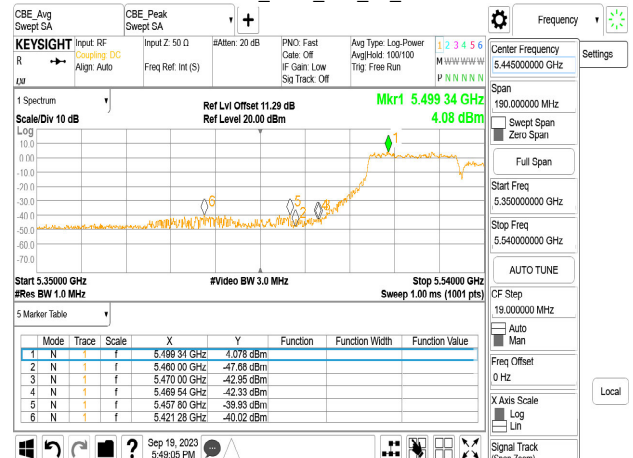 CBE_Avg
Swept SA
CBE_Peak
Swept SA
Frequency
KEYSIGHT
R
Input: RF
Coupling: DC
Align: Auto
Input Z: 50 Ω
Freq Ref: Int (S)
#Atten: 20 dB
PNO: Fast
Gate: Off
IF Gain: Low
Sig Track: Off
Avg Type: Log-Power
Avg|Hold: 100/100
Trig: Free Run
1 2 3 4 5 6
M W W W W W
P N N N N N
Center Frequency
5.445000000 GHz
Settings
Span
190.000000 MHz
Swept Span
Zero Span
Full Span
Start Freq
5.350000000 GHz
Stop Freq
5.540000000 GHz
AUTO TUNE
CF Step
19.000000 MHz
Auto
Man
Freq Offset
0 Hz
X Axis Scale
Log
Lin
Signal Track
(Span Zoom)
Local
1 Spectrum
Scale/Div 10 dB
Ref Lvl Offset 11.29 dB
Ref Level 20.00 dBm
Mkr1 5.499 34 GHz
4.08 dBm
Log
10.0
0.00
-10.0
-20.0
-30.0
-40.0
-50.0
-60.0
-70.0
1
6
5
2
Start 5.35000 GHz
#Res BW 1.0 MHz
#Video BW 3.0 MHz
Stop 5.54000 GHz
Sweep 1.00 ms (1001 pts)
5 Marker Table
Mode Trace Scale X Y Function Function Width Function Value
1 N 1 f 5.499 34 GHz 4.078 dBm
2 N 1 f 5.460 00 GHz -47.68 dBm
3 N 1 f 5.470 00 GHz -42.95 dBm
4 N 1 f 5.469 54 GHz -42.33 dBm
5 N 1 f 5.457 80 GHz -39.93 dBm
6 N 1 f 5.421 28 GHz -40.02 dBm
?
Sep 19, 2023
5:49:05 PM